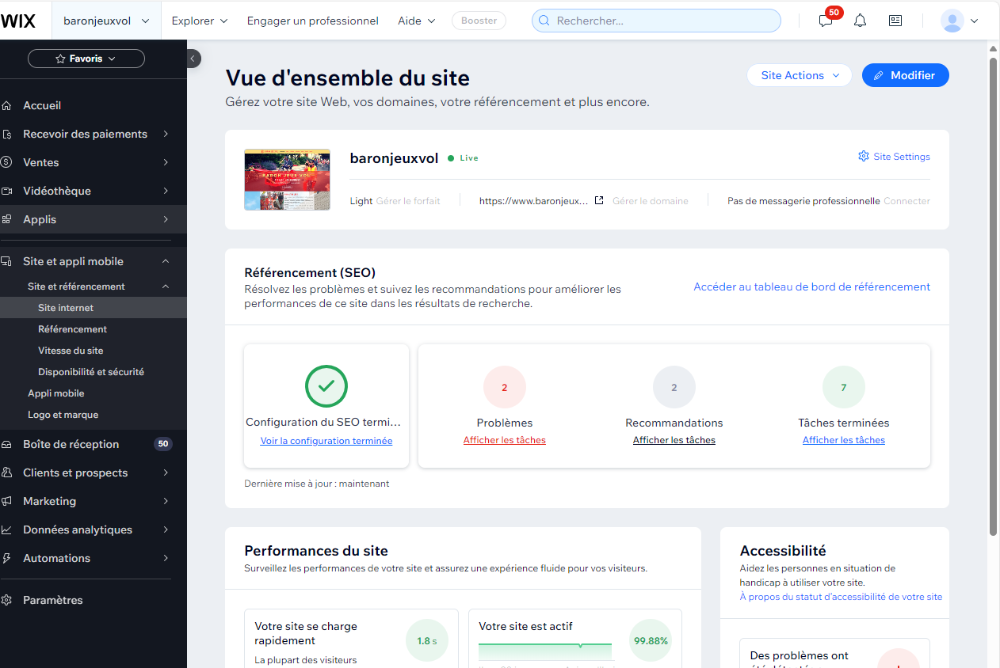 WIX
baronjeuxvol
Explorer
Engager un professionnel
Aide
Booster
Rechercher...
50
Favoris
Accueil
Recevoir des paiements
Ventes
Vidéothèque
Applis
Site et appli mobile
Site et référencement
Site internet
Référencement
Vitesse du site
Disponibilité et sécurité
Appli mobile
Logo et marque
Boîte de réception 50
Clients et prospects
Marketing
Données analytiques
Automations
Paramètres
Vue d'ensemble du site
Gérez votre site Web, vos domaines, votre référencement et plus encore.
Site Actions
Modifier
BARON JEUX VOL
baronjeuxvol
Live
Site Settings
Light Gérer le forfait
https://www.baronjeux... Gérer le domaine
Pas de messagerie professionnelle Connecter
Référencement (SEO)
Résolvez les problèmes et suivez les recommandations pour améliorer les
performances de ce site dans les résultats de recherche.
Accéder au tableau de bord de référencement
Configuration du SEO termi...
Voir la configuration terminée
2
Problèmes
Afficher les tâches
2
Recommandations
Afficher les tâches
7
Tâches terminées
Afficher les tâches
Dernière mise à jour : maintenant
Performances du site
Surveillez les performances de votre site et assurez une expérience fluide pour vos visiteurs.
Votre site se charge
rapidement
La plupart des visiteurs
1.8 s
Votre site est actif
99.88%
Accessibilité
Aidez les personnes en situation de
handicap à utiliser votre site.
À propos du statut d'accessibilité de votre site
Des problèmes ont